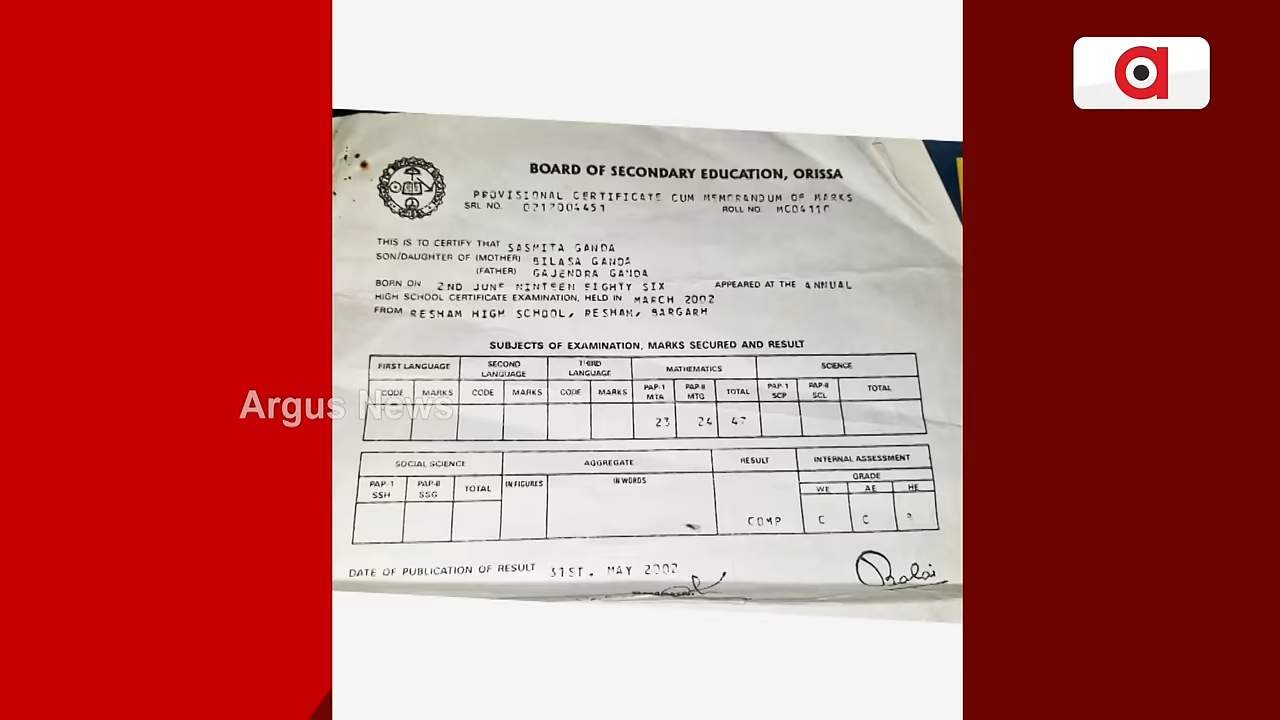 BOARD OF SECONDARY EDUCATION, ORISSA
PROVISIONAL CERTIFICATE CUM MEMORANDUM OF MARKS
SRL NO. 0217004451 ROLL NO. MC0411C
THIS IS TO CERTIFY THAT SASMITA GANDA
SON/DAUGHTER OF (MOTHER) BILASA GANDA
(FATHER) GAJENDRA GANDA
BORN ON 2ND JUNE NINTEEN EIGHTY SIX APPEARED AT THE ANNUAL
HIGH SCHOOL CERTIFICATE EXAMINATION, HELD IN MARCH 2002
FROM RESHAM HIGH SCHOOL, RESHAM, BARGARH
SUBJECTS OF EXAMINATION, MARKS SECURED AND RESULT
FIRST LANGUAGE SECOND LANGUAGE THIRD LANGUAGE MATHEMATICS SCIENCE
CODE MARKS CODE MARKS CODE MARKS PAP-I MTA PAP-II MTG TOTAL PAP-I SCP PAP-II SCL TOTAL
23 24 47
Argus News
SOCIAL SCIENCE AGGREGATE RESULT INTERNAL ASSESSMENT
GRADE
PAP-I SSH PAP-II SSG TOTAL IN FIGURES IN WORDS WE AE HE
COMP C C
DATE OF PUBLICATION OF RESULT 31ST. MAY 2002